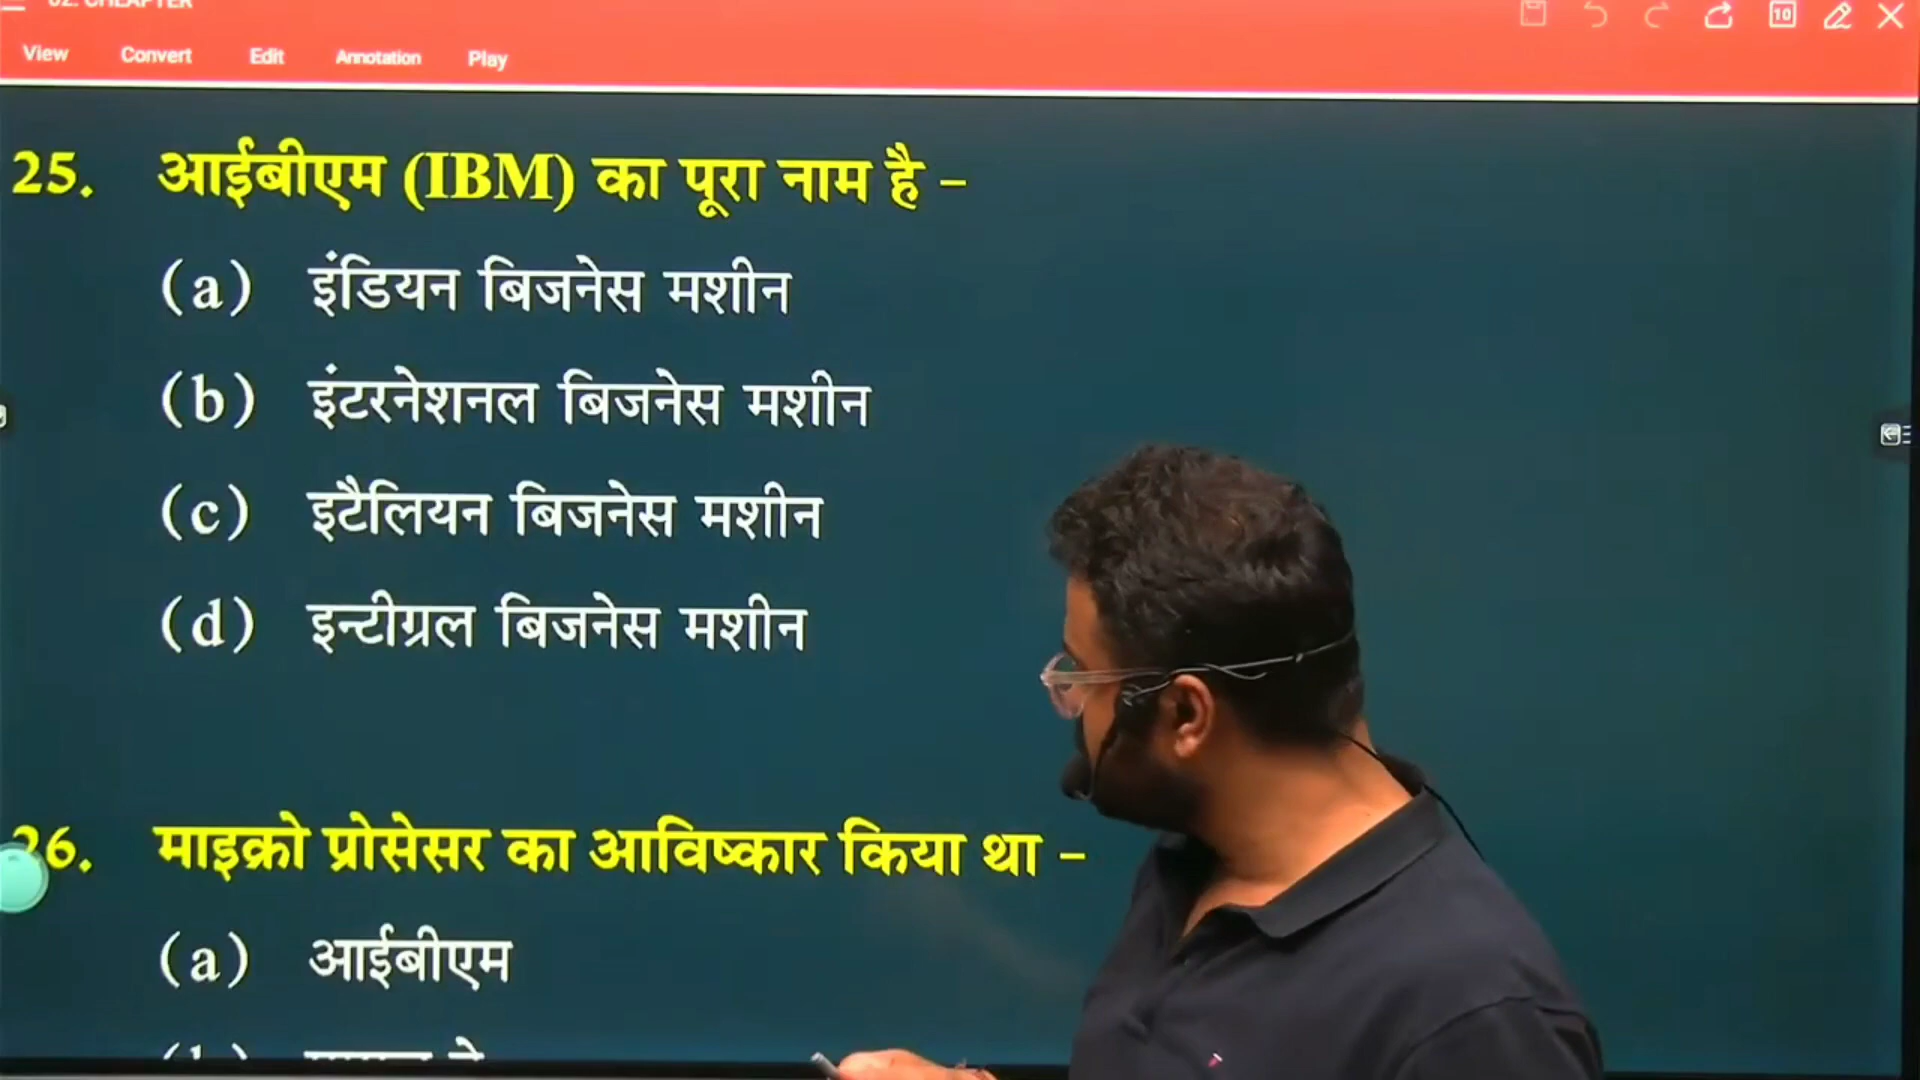 View Convert Edit Annotation Play
10
25. आईबीएम (IBM) का पूरा नाम है –
(a) इंडियन बिजनेस मशीन
(b) इंटरनेशनल बिजनेस मशीन
(c) इटैलियन बिजनेस मशीन
(d) इन्टीग्रल बिजनेस मशीन
26. माइक्रो प्रोसेसर का आविष्कार किया था –
(a) आईबीएम